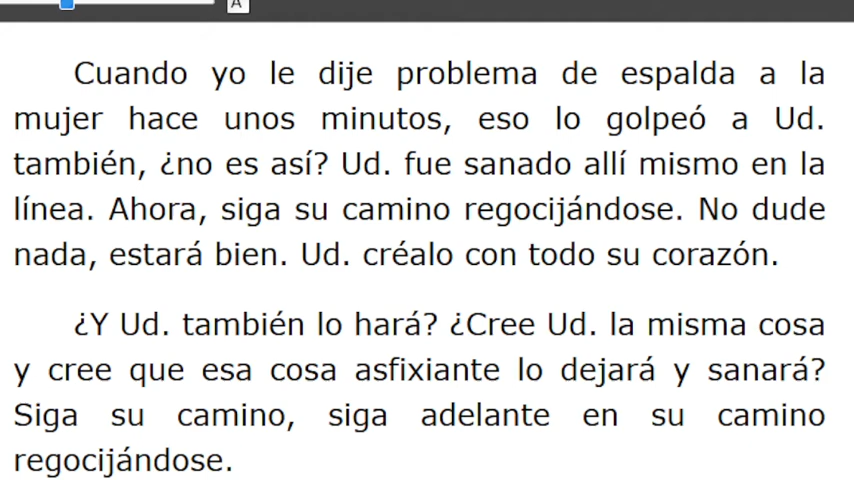 A
Cuando yo le dije problema de espalda a la
mujer hace unos minutos, eso lo golpeó a Ud.
también, ¿no es así? Ud. fue sanado allí mismo en la
línea. Ahora, siga su camino regocijándose. No dude
nada, estará bien. Ud. créalo con todo su corazón.
¿Y Ud. también lo hará? ¿Cree Ud. la misma cosa
y cree que esa cosa asfixiante lo dejará y sanará?
Siga su camino, siga adelante en su camino
regocijándose.